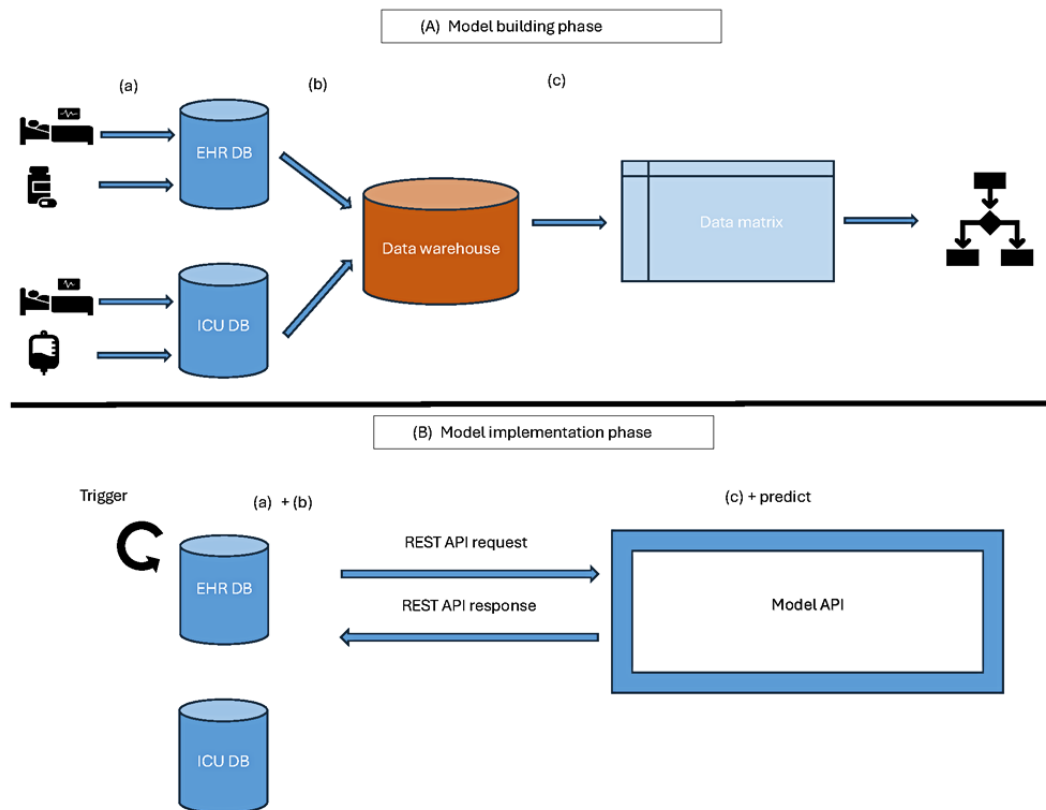 (A) Model building phase
(a)
(b)
(c)
EHR DB
Data warehouse
Data matrix
ICU DB
(B) Model implementation phase
Trigger
(a) + (b)
(c) + predict
REST API request
EHR DB
REST API response
Model API
ICU DB